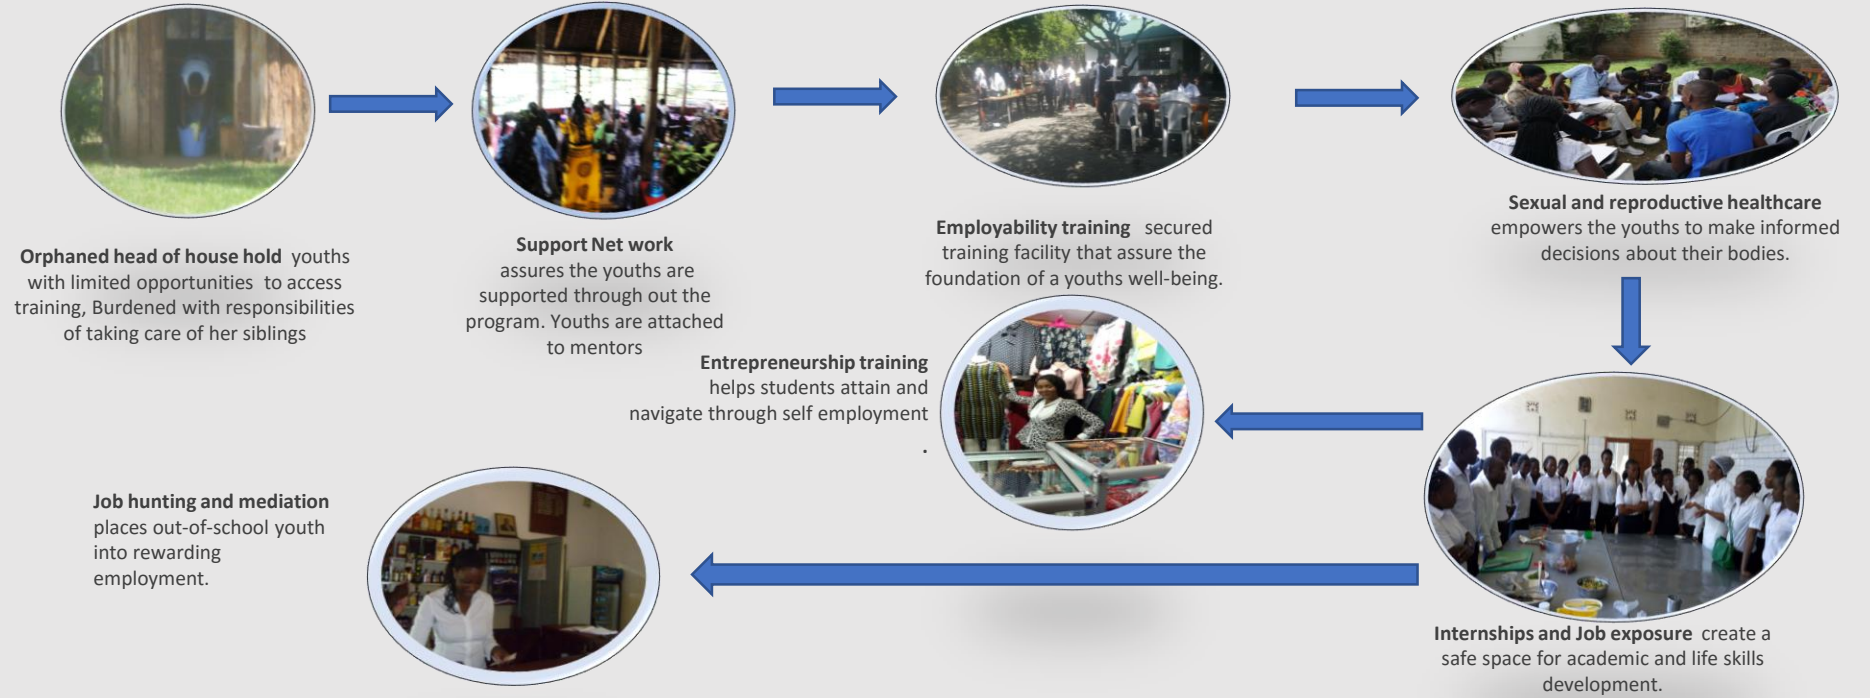 Orphaned head of house hold youths
with limited opportunities to access
training, Burdened with responsibilities
of taking care of her siblings
Support Net work
assures the youths are
supported through out the
program. Youths are attached
to mentors
Employability training secured
training facility that assure the
foundation of a youths well-being.
Sexual and reproductive healthcare
empowers the youths to make informed
decisions about their bodies.
Entrepreneurship training
helps students attain and
navigate through self employment
.
Job hunting and mediation
places out-of-school youth
into rewarding
employment.
Internships and Job exposure create a
safe space for academic and life skills
development.